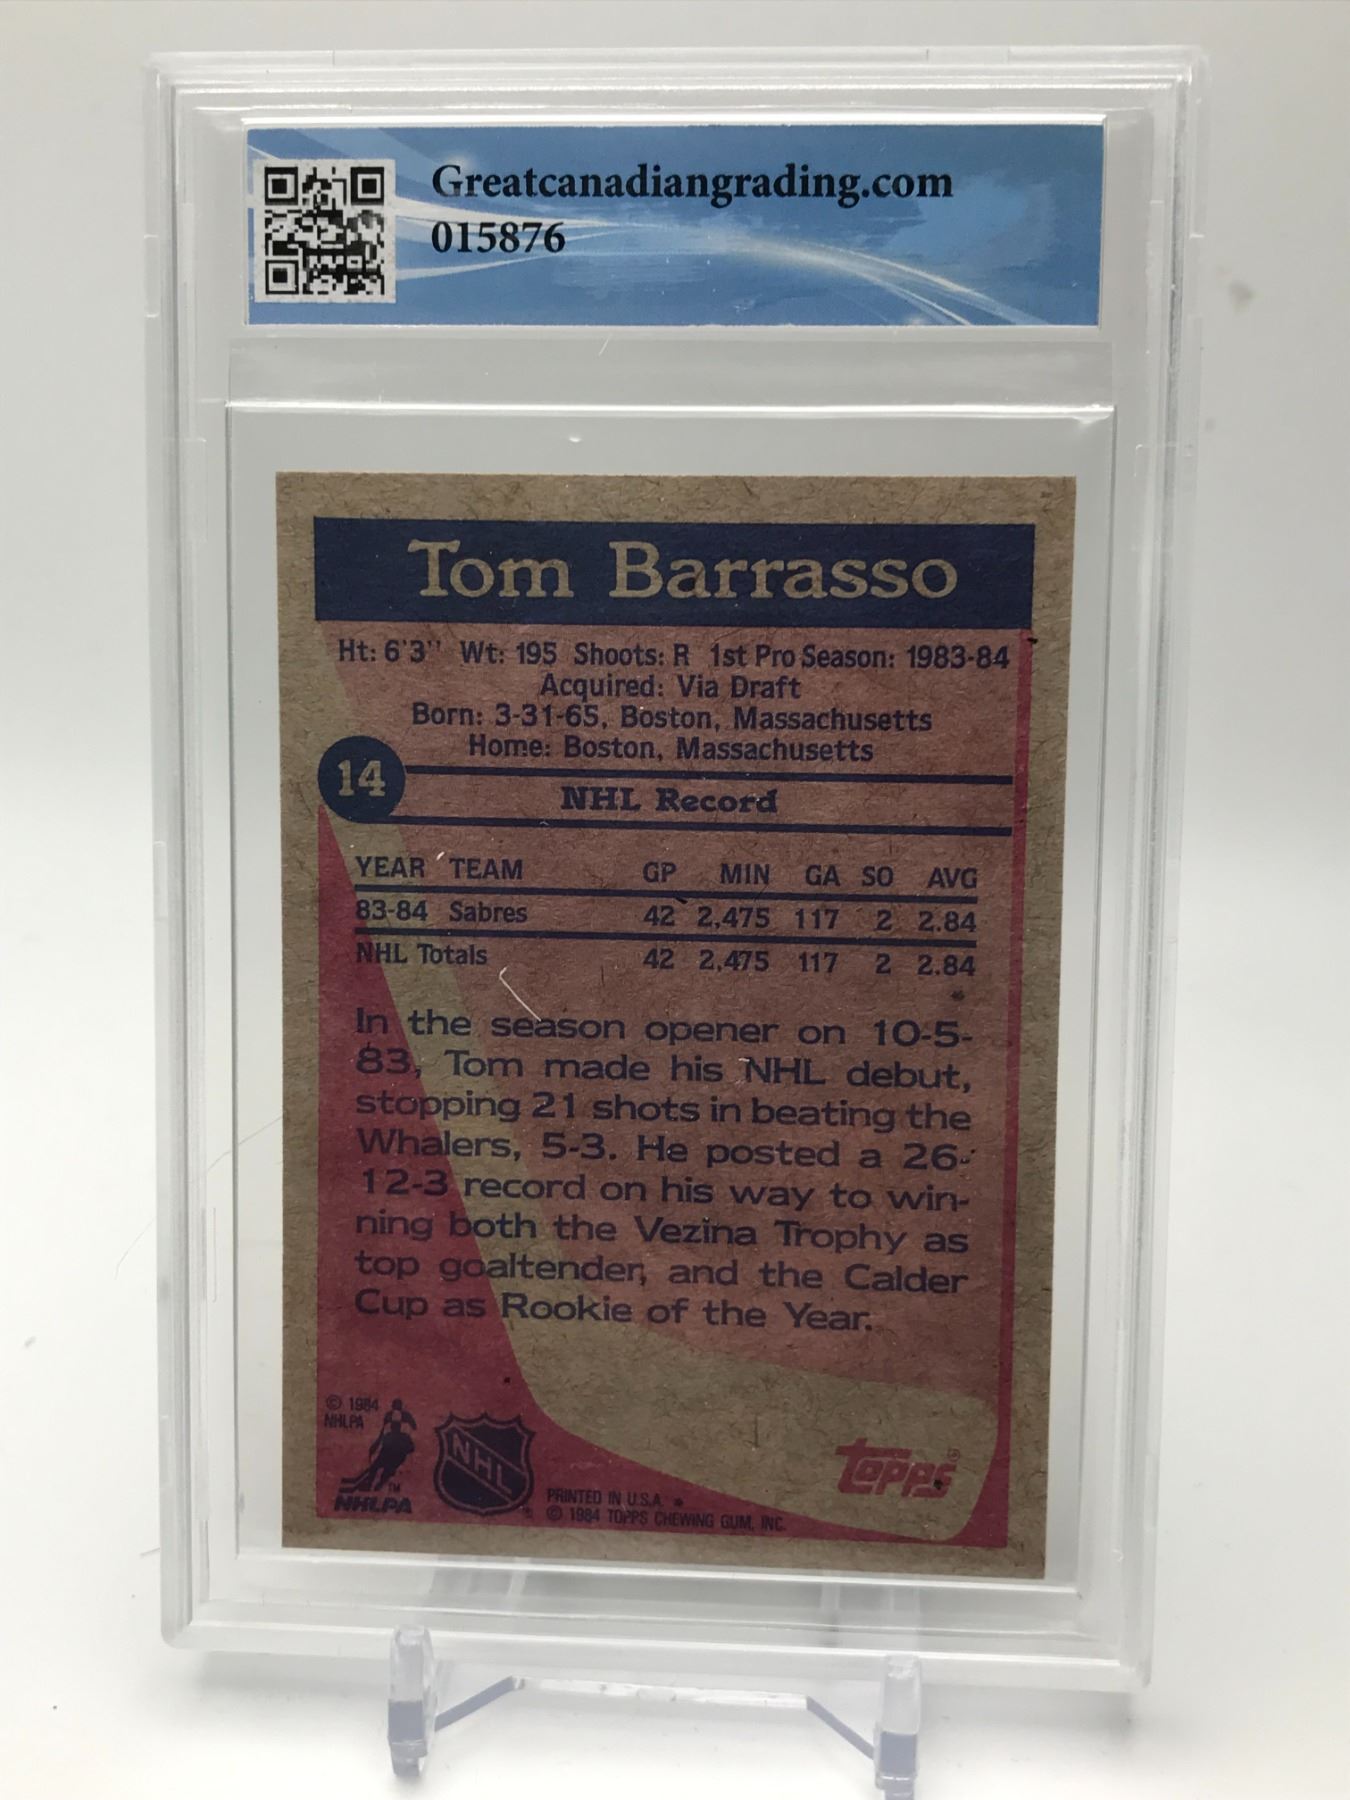 Greatcanadiangrading.com
015876
Tom Barrasso
Ht: 6'3" Wt: 195 Shoots: R 1st Pro Season: 1983-84
Acquired: Via Draft
Born: 3-31-65, Boston, Massachusetts
Home: Boston, Massachusetts
14
NHL Record
YEAR TEAM GP MIN GA SO AVG
83-84 Sabres 42 2,475 117 2 2.84
NHL Totals 42 2,475 117 2 2.84
In the season opener on 10-5-
83, Tom made his NHL debut,
stopping 21 shots in beating the
Whalers, 5-3. He posted a 26-
12-3 record on his way to win-
ning both the Vezina Trophy as
top goaltender, and the Calder
Cup as Rookie of the Year.
© 1984
NHLPA
TM
NHLPA
NHL
®
PRINTED IN U.S.A.
© 1984 TOPPS CHEWING GUM, INC.
topps®